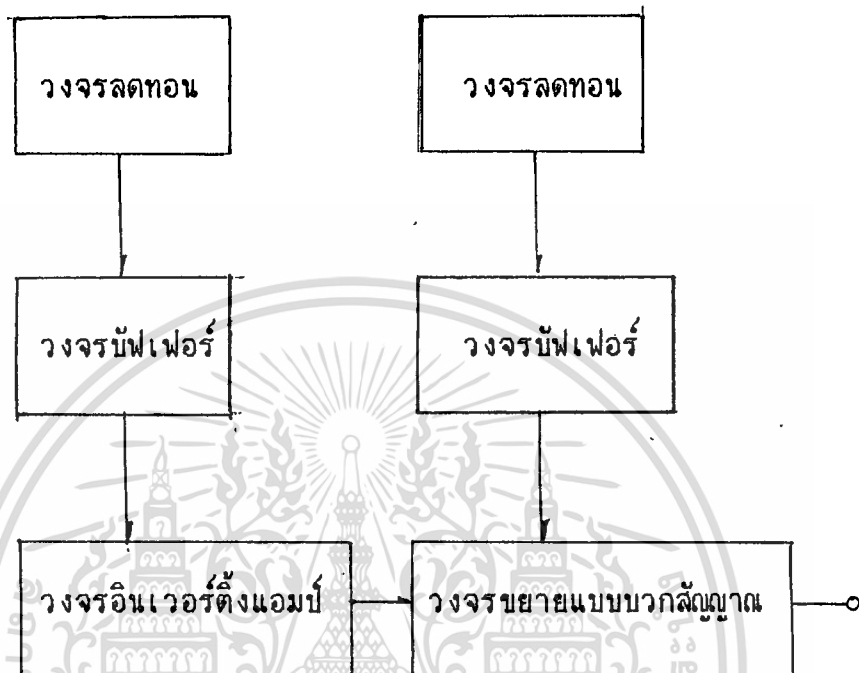 วงจรลดทอน
วงจรลดทอน
วงจรบัฟเฟอร์
วงจรบัฟเฟอร์
วงจรอินเวอร์ติ้งแอมป์
วงจรขยายแบบบวกสัญญาณ